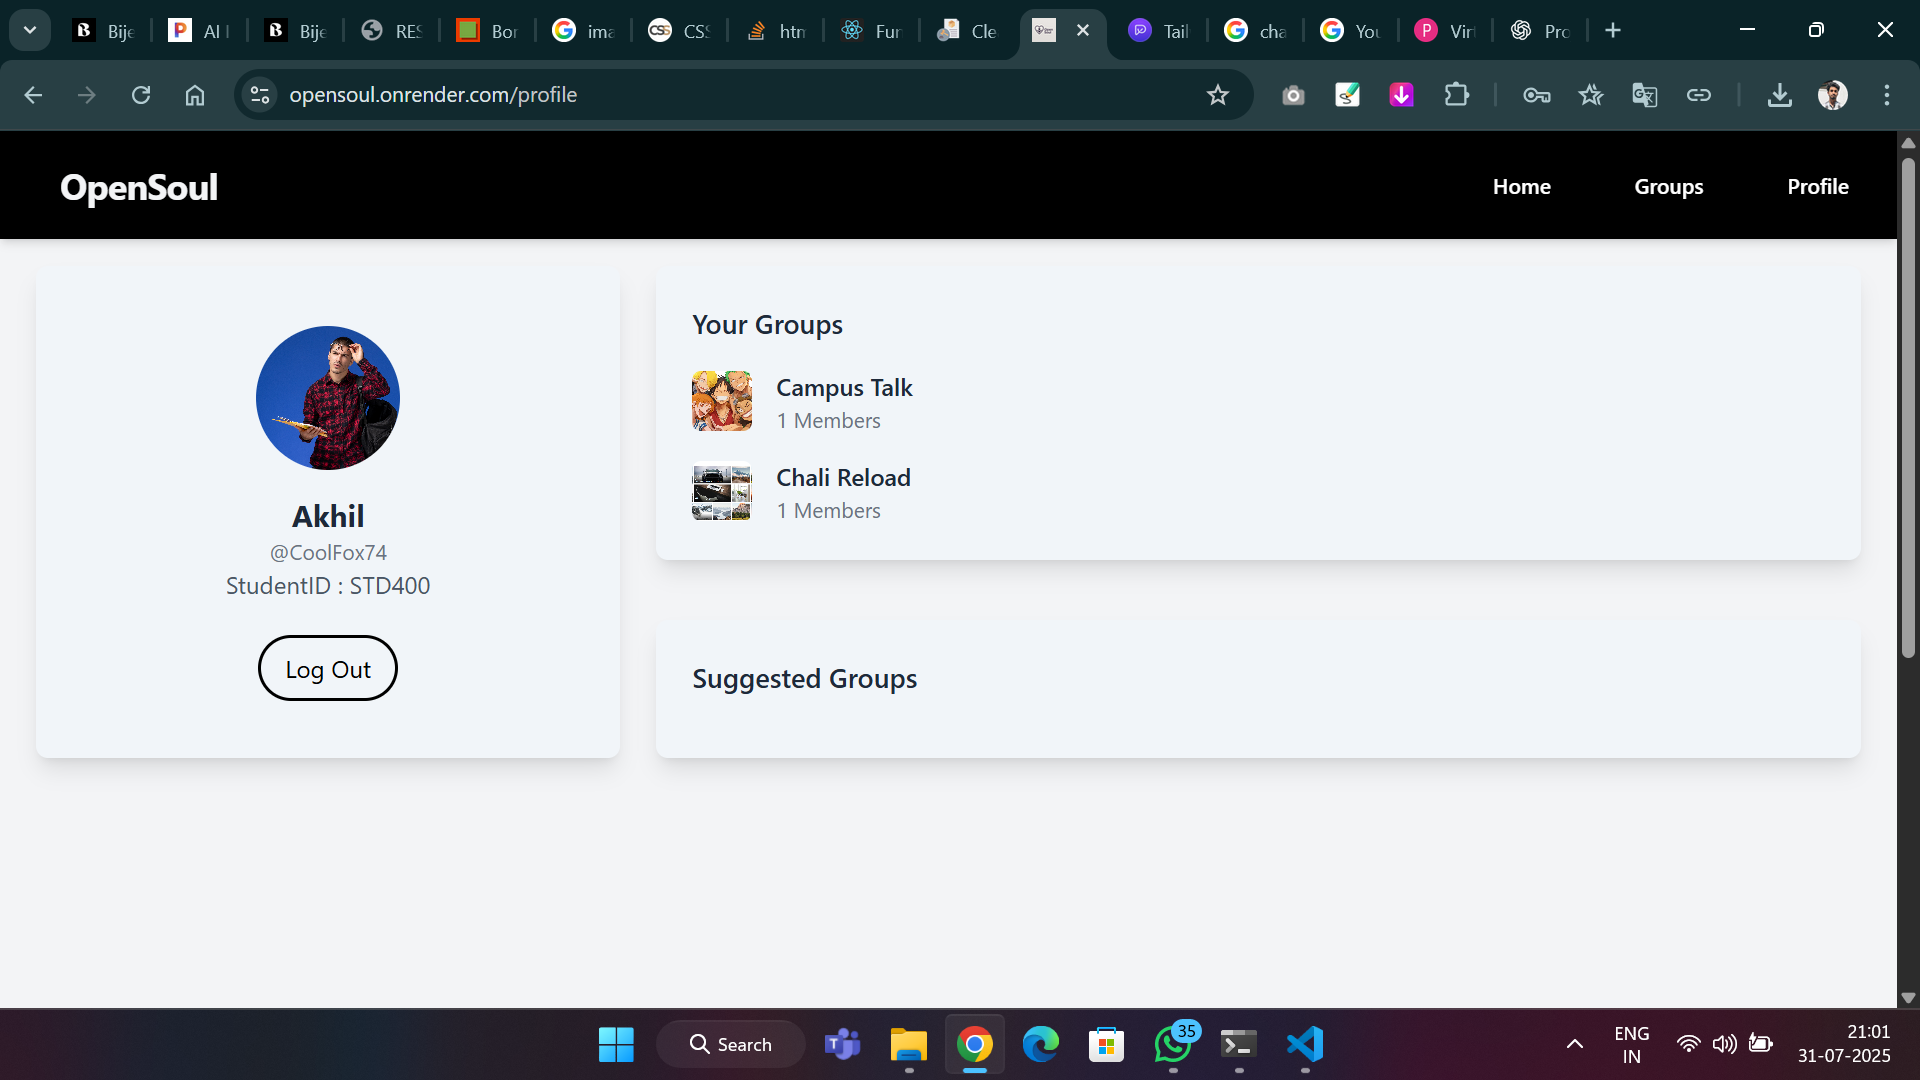 Bije
AI I
Bije
RES
Bor
ima
CSS
htm
Fur
Cle
Tail
cha
You
Vir
Pro
opensoul.onrender.com/profile
OpenSoul
Home
Groups
Profile
Akhil
@CoolFox74
StudentID : STD400
Log Out
Your Groups
Campus Talk
1 Members
Chali Reload
1 Members
Suggested Groups
Search
35
ENG
IN
21:01
31-07-2025